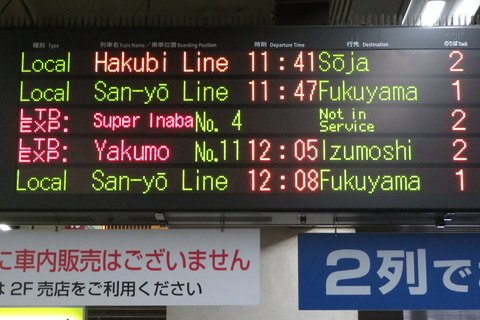 種別 Type 列車名 Train Name / 乗車位置 Boarding Position 時刻 Departure Time 行先 Destination のりば Track
Local Hakubi Line 11:41 Sōja 2
Local San-yō Line 11:47 Fukuyama 1
LTD. EXP. Super Inaba No. 4 Not in Service 2
LTD. EXP. Yakumo No.11 12:05 Izumoshi 2
Local San-yō Line 12:08 Fukuyama 1
に車内販売はございません
は2F売店をご利用ください
2列で